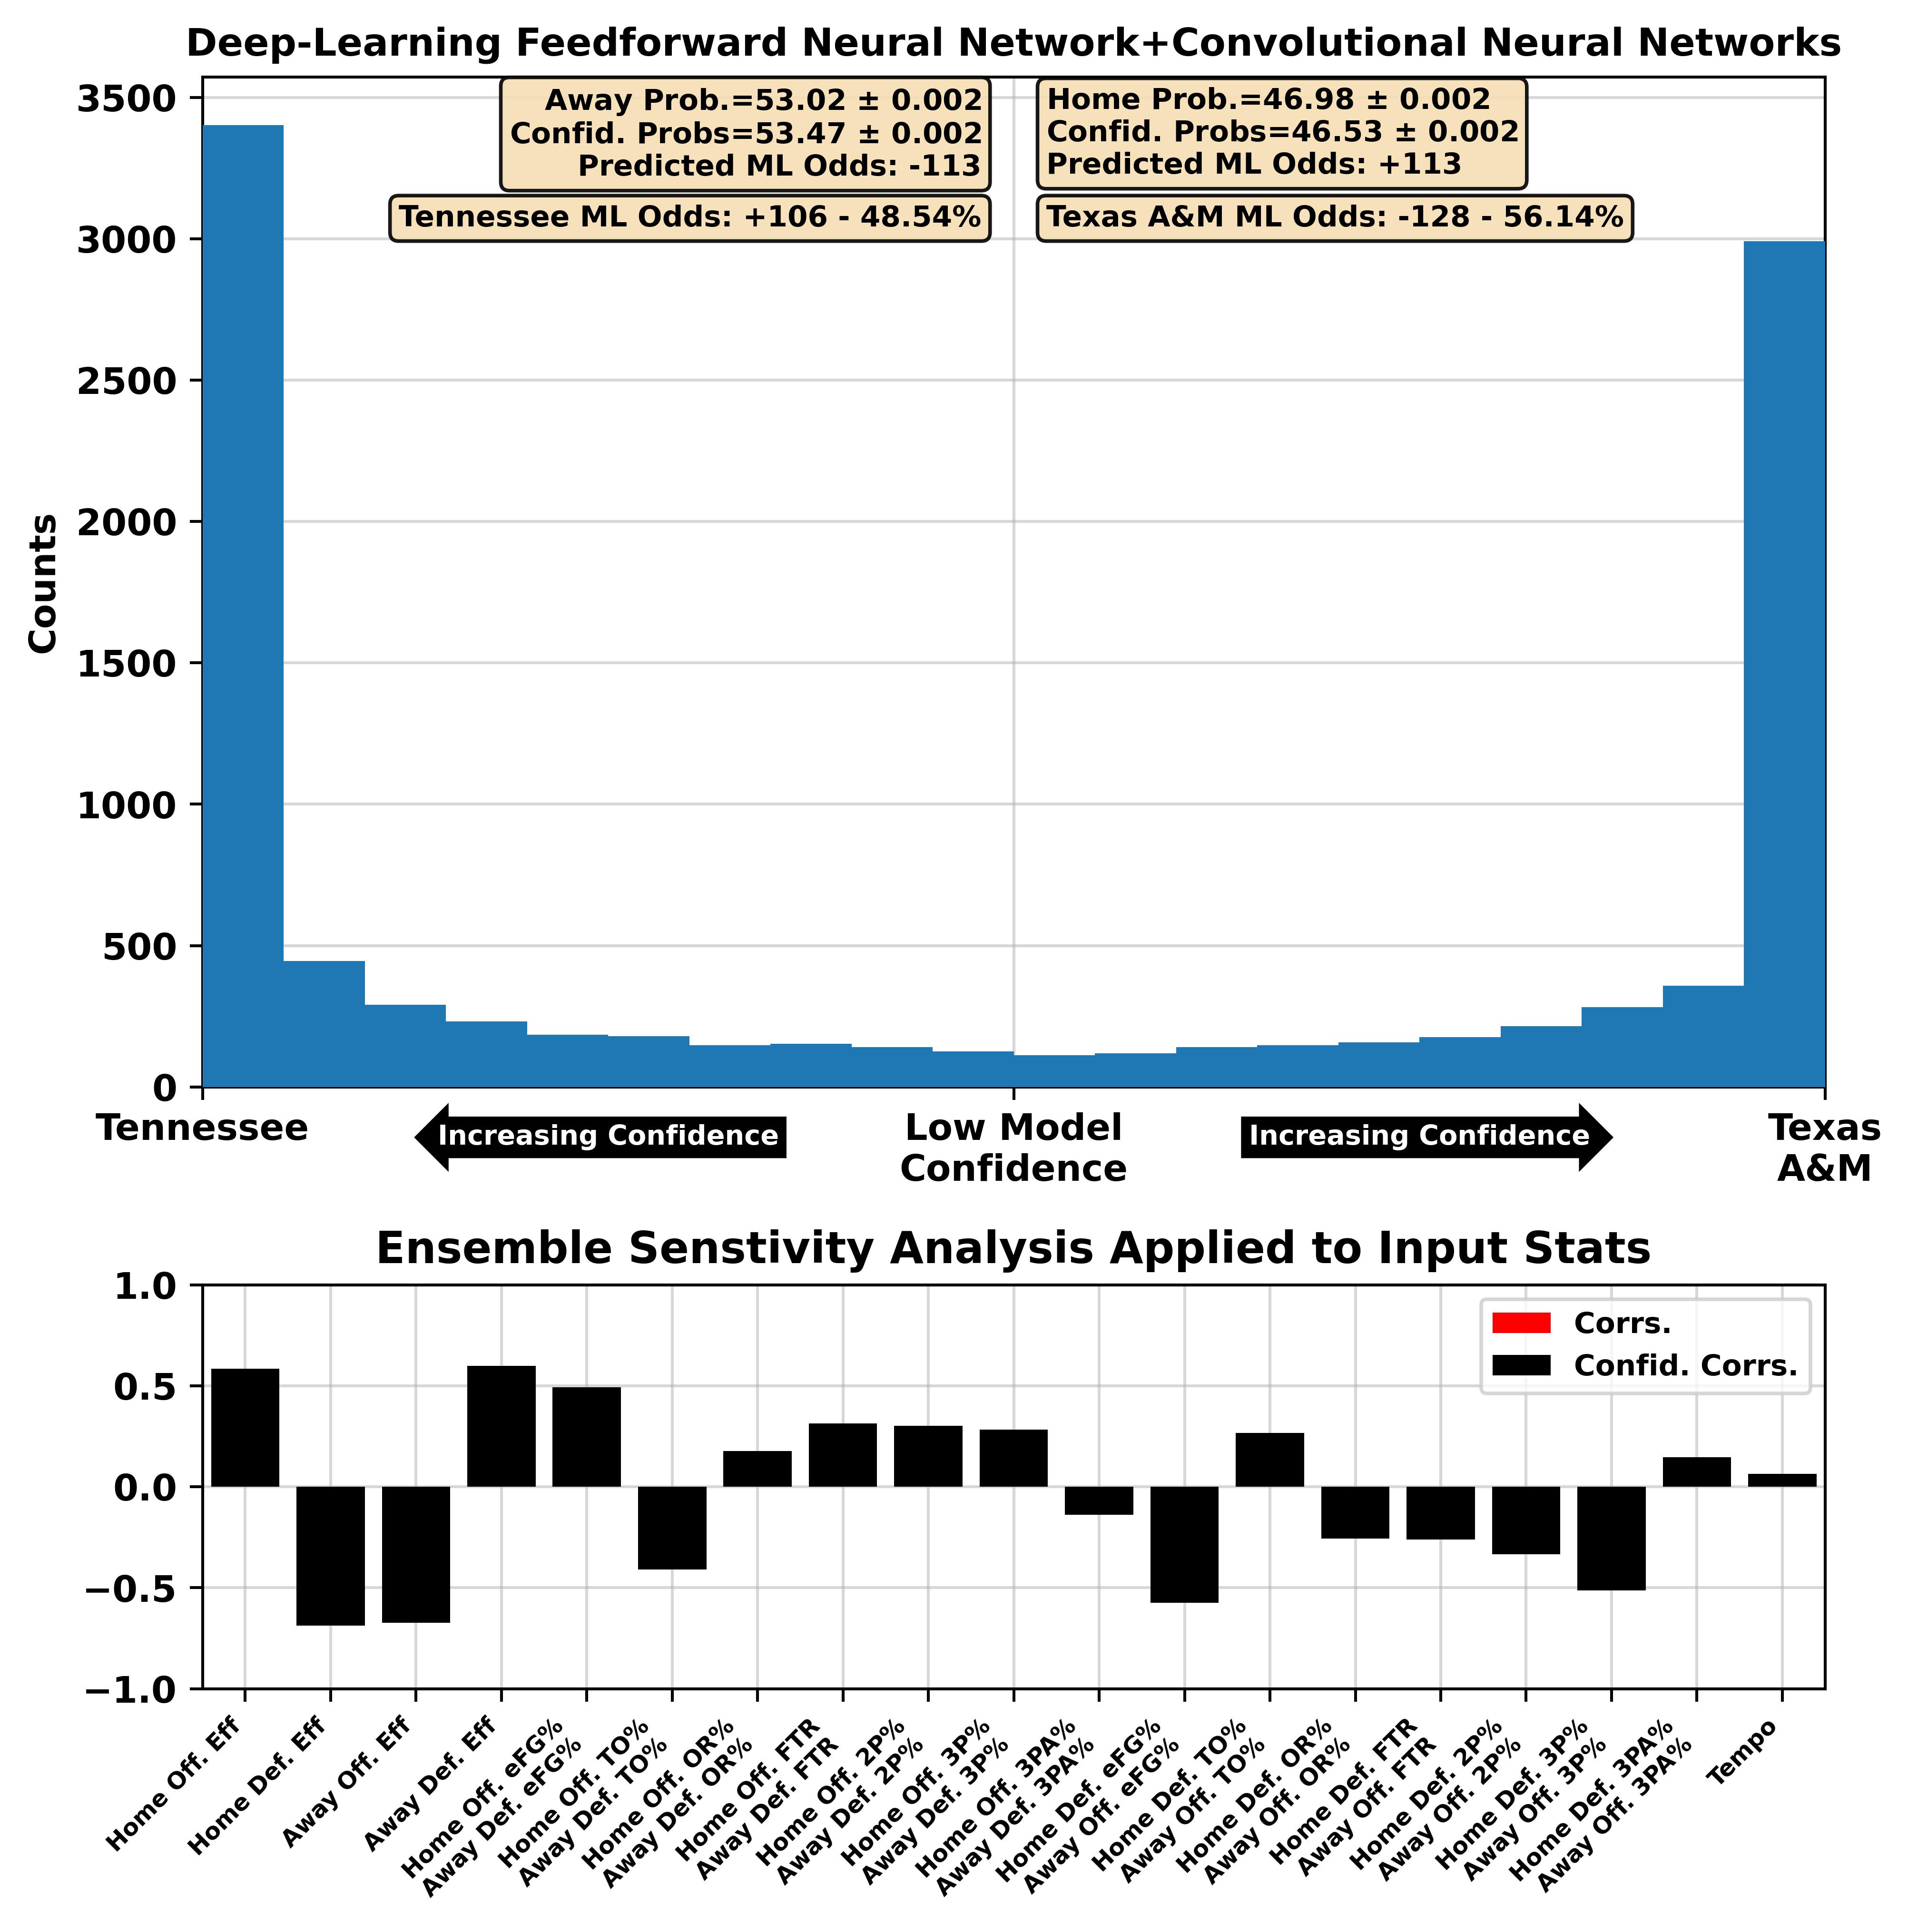 Deep-Learning Feedforward Neural Network+Convolutional Neural Networks
Away Prob.=53.02 ± 0.002
Confid. Probs=53.47 ± 0.002
Predicted ML Odds: -113
Home Prob.=46.98 ± 0.002
Confid. Probs=46.53 ± 0.002
Predicted ML Odds: +113
Tennessee ML Odds: +106 - 48.54%
Texas A&M ML Odds: -128 - 56.14%
3500
3000
2500
2000
1500
1000
500
0
Counts
Tennessee
Increasing Confidence
Low Model
Confidence
Increasing Confidence
Texas
A&M
Ensemble Senstivity Analysis Applied to Input Stats
1.0
0.5
0.0
−0.5
−1.0
Corrs.
Confid. Corrs.
Home Off. Eff
Home Def. Eff
Away Off. Eff
Away Def. Eff
Home Off. eFG%
Away Def. eFG%
Home Off. TO%
Away Def. TO%
Home Off. OR%
Away Def. OR%
Home Off. FTR
Away Def. FTR
Home Off. 2P%
Away Def. 2P%
Home Off. 3P%
Away Def. 3P%
Home Off. 3PA%
Away Def. 3PA%
Home Def. eFG%
Away Off. eFG%
Home Def. TO%
Away Off. TO%
Home Def. OR%
Away Off. OR%
Home Def. FTR
Away Off. FTR
Home Def. 2P%
Away Off. 2P%
Home Def. 3P%
Away Off. 3P%
Home Def. 3PA%
Away Off. 3PA%
Tempo